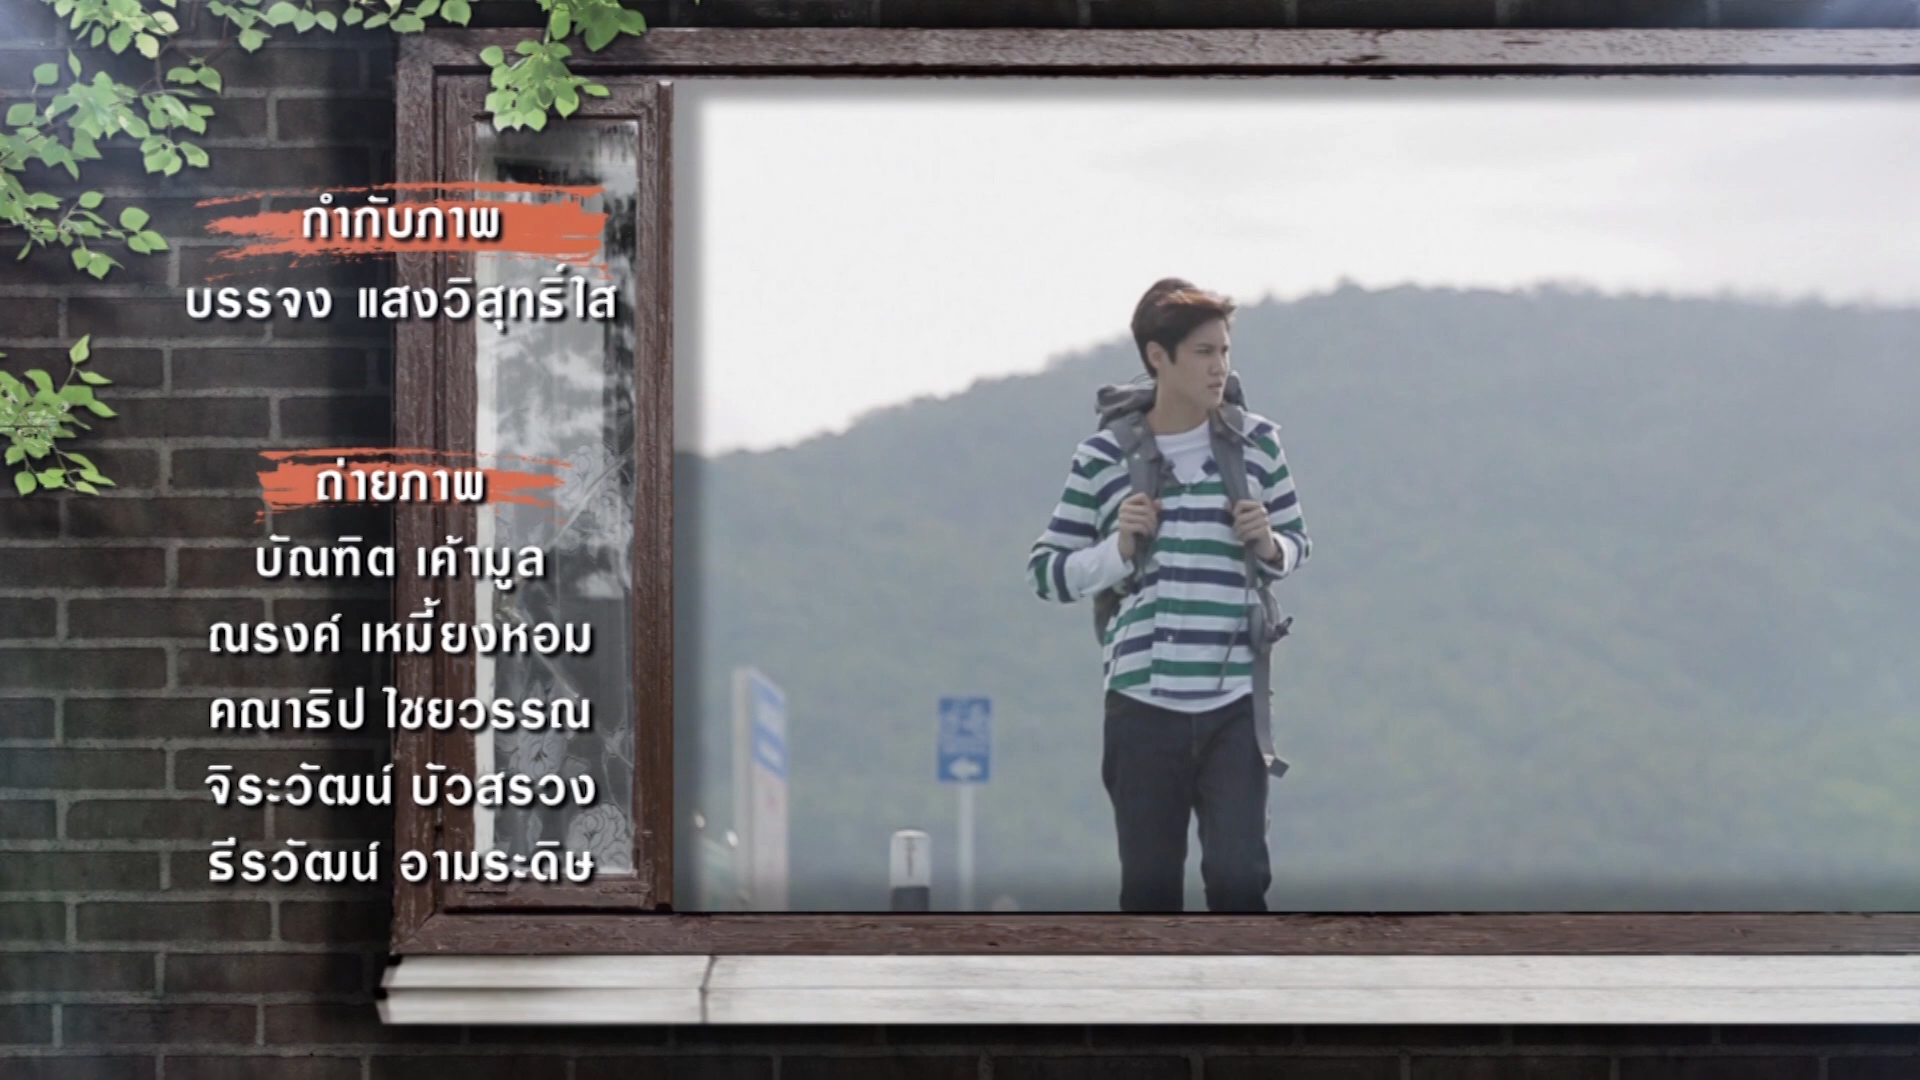 กำกับภาพ
บรรจง แสงวิสุทธิ์ใส
ถ่ายภาพ
บัณฑิต เค้ามูล
ณรงค์ เหมี้ยงหอม
คณาธิป ไชยวรรณ
จิระวัฒน์ บัวสรวง
ธีรวัฒน์ อามระดิษ